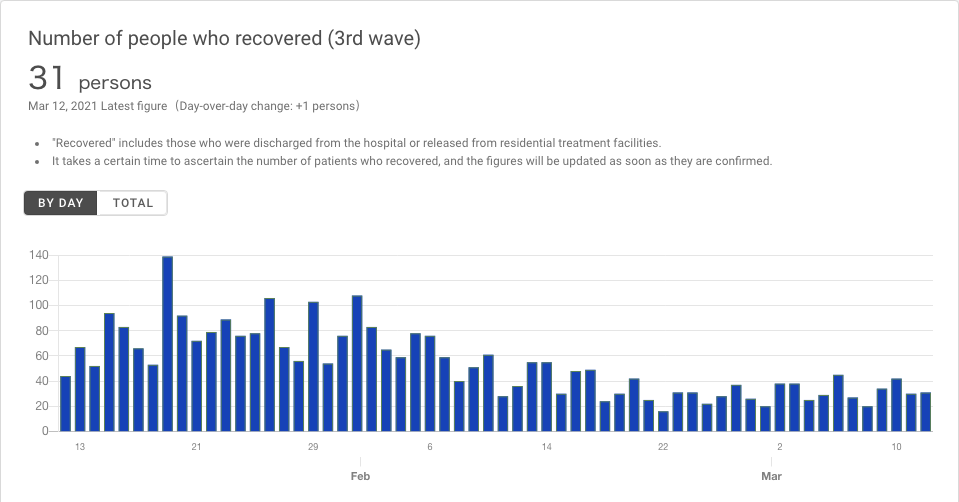 Number of people who recovered (3rd wave)
31 persons
Mar 12, 2021 Latest figure（Day-over-day change: +1 persons）
"Recovered" includes those who were discharged from the hospital or released from residential treatment facilities.
It takes a certain time to ascertain the number of patients who recovered, and the figures will be updated as soon as they are confirmed.
BY DAY TOTAL
140
120
100
80
60
40
20
0
13 21 29 6 14 22 2 10
Feb Mar